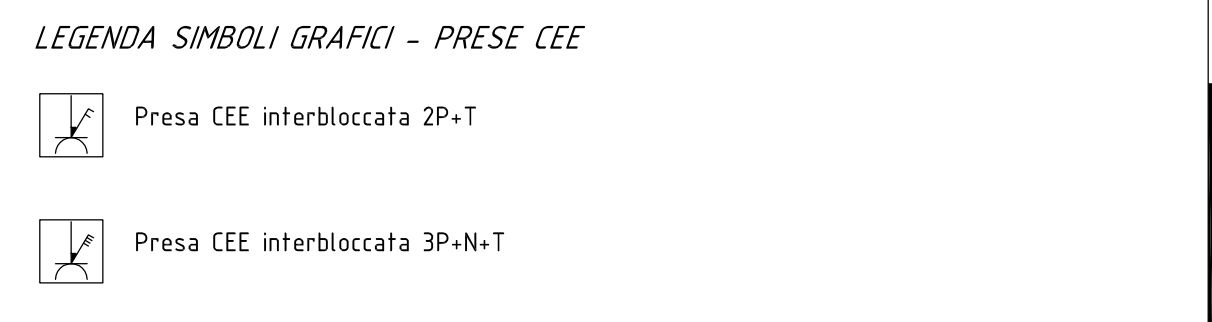 LEGENDA SIMBOLI GRAFICI - PRESE CEE
Presa CEE interbloccata 2P+T
Presa CEE interbloccata 3P+N+T